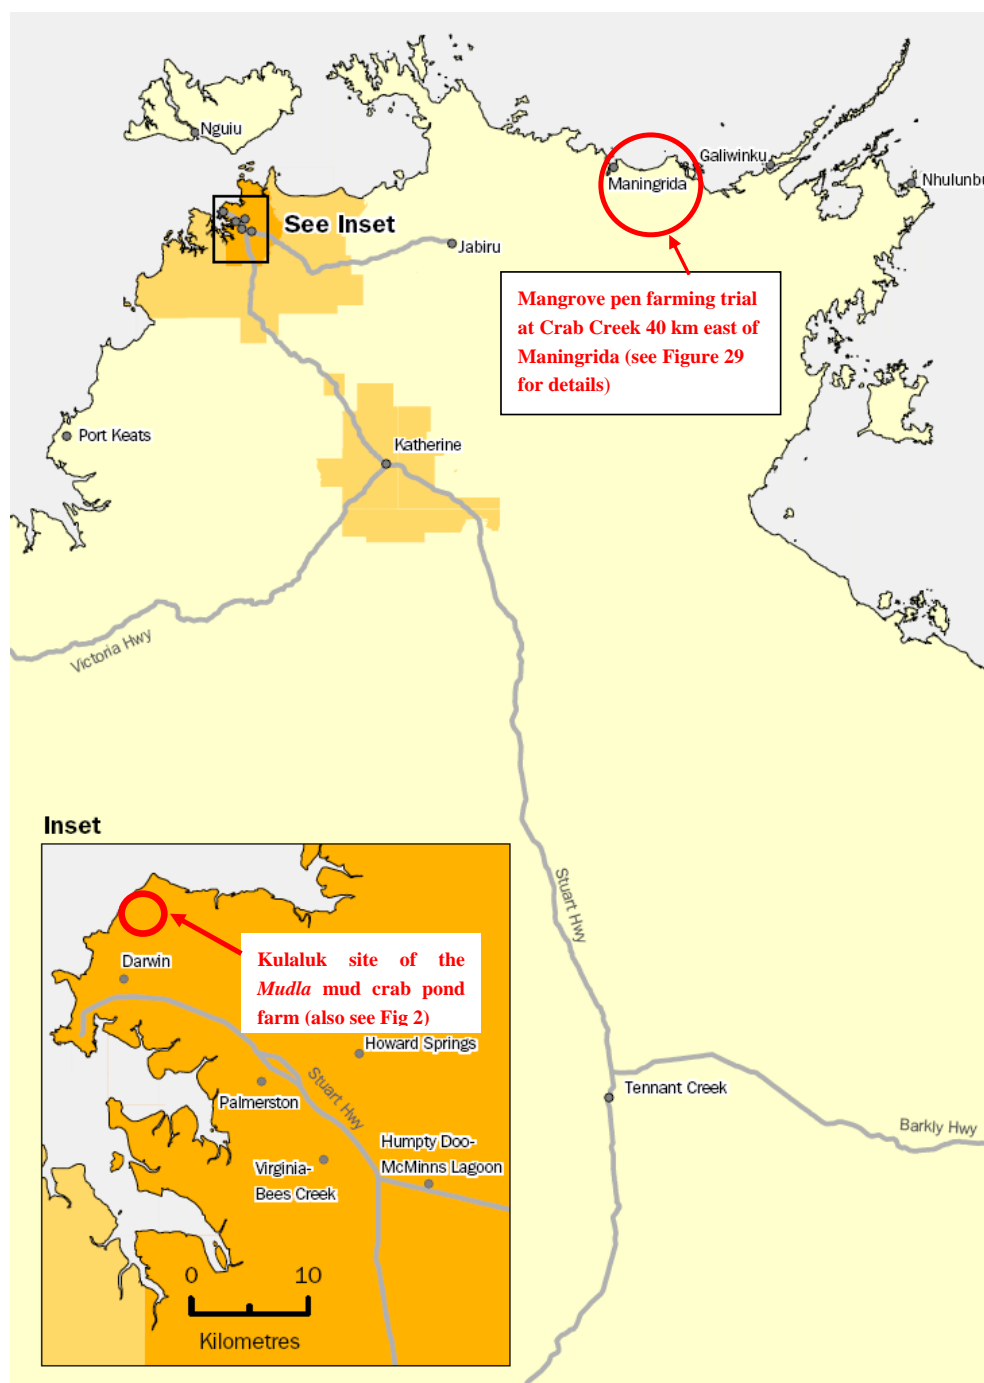 Nguiu
Galiwinku
Maningrida
Nhulunbu
See Inset
Jabiru
Mangrove pen farming trial
at Crab Creek 40 km east of
Maningrida (see Figure 29
for details)
Port Keats
Katherine
Victoria Hwy
Stuart Hwy
Tennant Creek
Barkly Hwy
Inset
Kulaluk site of the
Mudla mud crab pond
farm (also see Fig 2)
Darwin
Howard Springs
Stuart Hwy
Palmerston
Humpty Doo-
McMinns Lagoon
Virginia-
Bees Creek
0 10
Kilometres